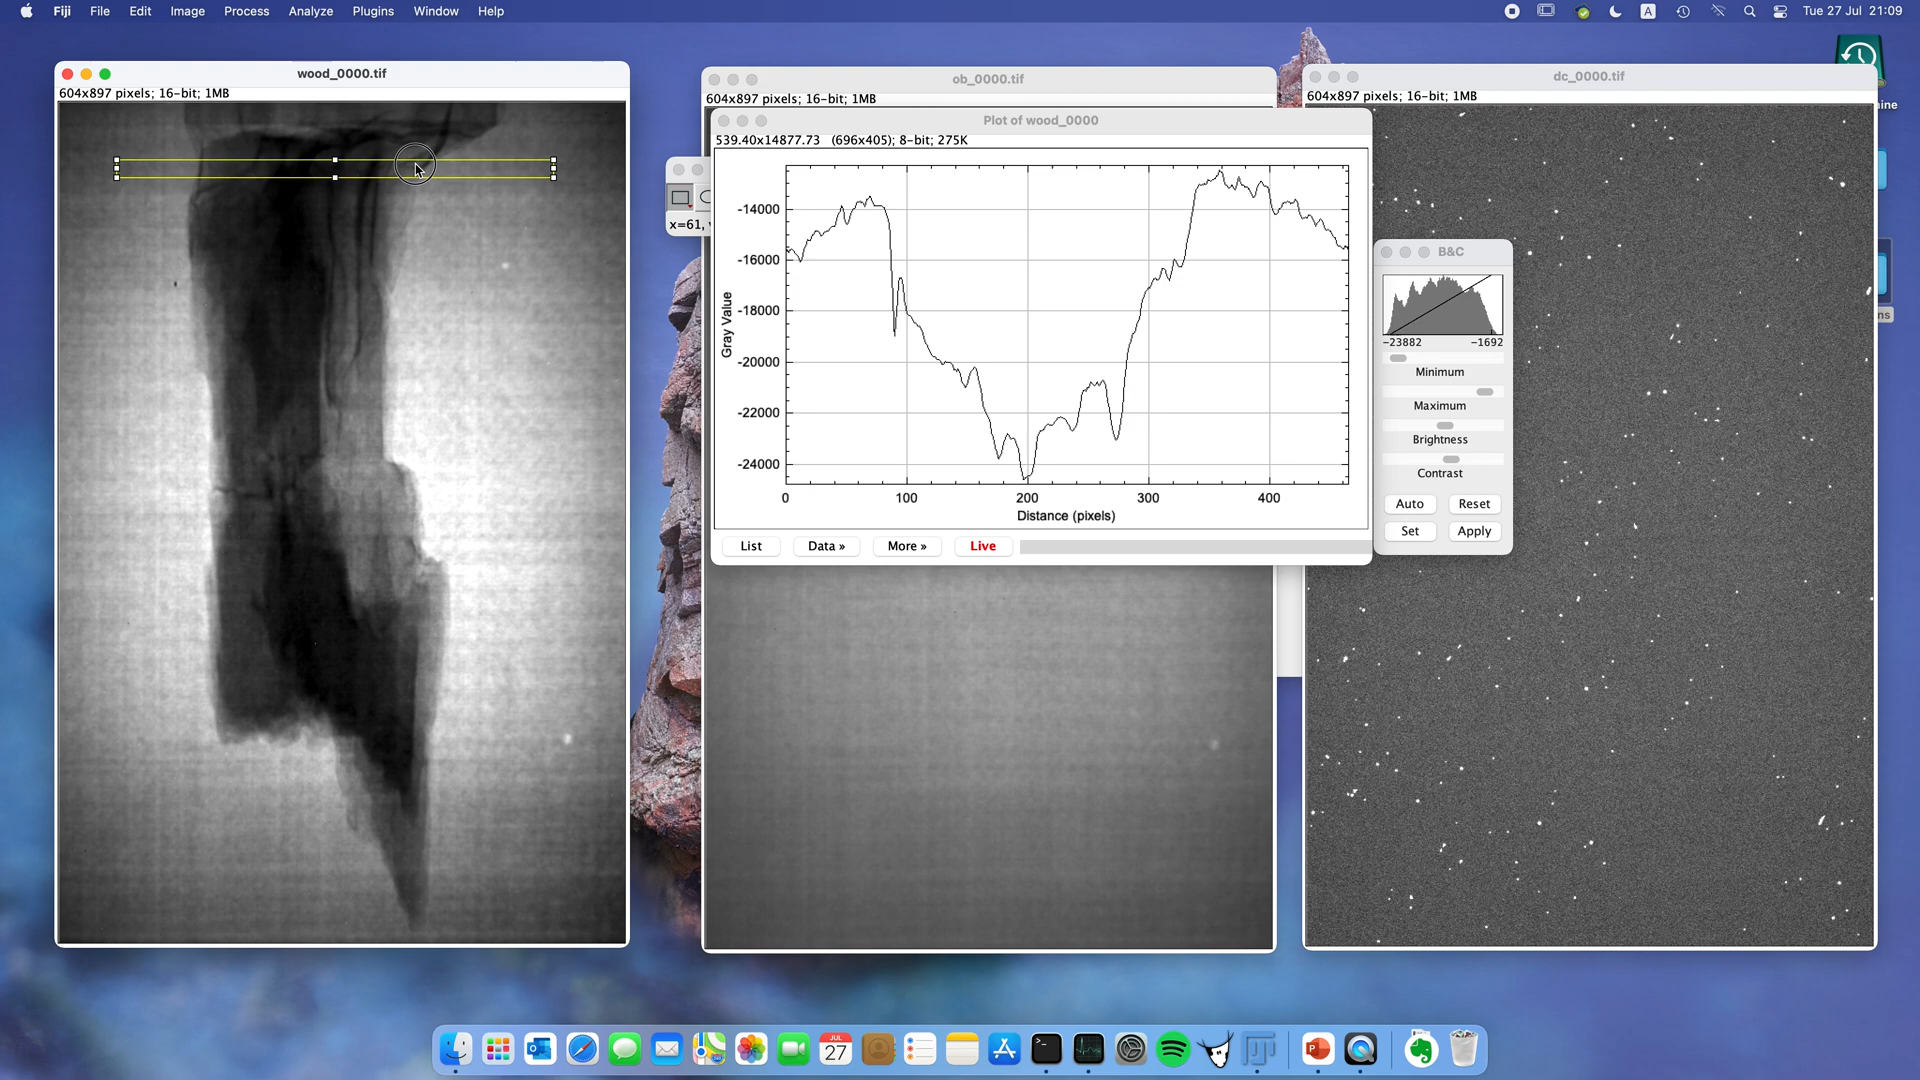 Fiji File Edit Image Process Analyze Plugins Window Help
A
Tue 27 Jul 21:09
wood_0000.tif
604x897 pixels; 16-bit; 1MB
ob_0000.tif
604x897 pixels; 16-bit; 1MB
dc_0000.tif
604x897 pixels; 16-bit; 1MB
Plot of wood_0000
539.40x14877.73 (696x405); 8-bit; 275K
x=61,
-14000
-16000
-18000
-20000
-22000
-24000
Gray Value
0 100 200 300 400
Distance (pixels)
List Data » More » Live
B&C
-23882 -1692
Minimum
Maximum
Brightness
Contrast
Auto Reset
Set Apply
JUL
27